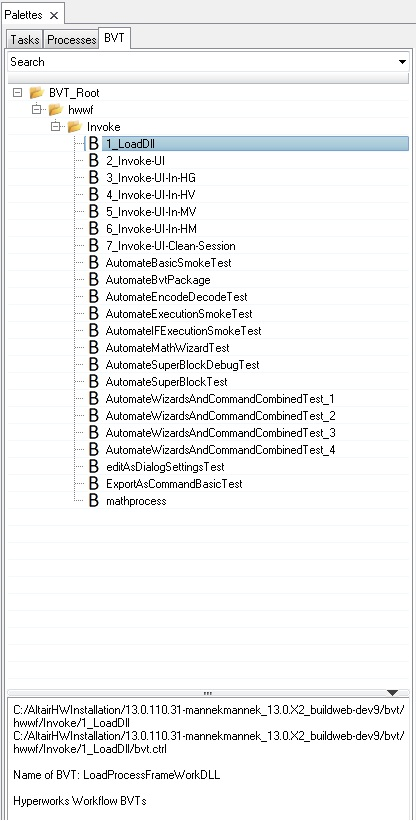 Palettes
Tasks Processes BVT
Search
BVT_Root
hwwf
Invoke
B 1_LoadDll
B 2_Invoke-UI
B 3_Invoke-UI-In-HG
B 4_Invoke-UI-In-HV
B 5_Invoke-UI-In-MV
B 6_Invoke-UI-In-HM
B 7_Invoke-UI-Clean-Session
B AutomateBasicSmokeTest
B AutomateBvtPackage
B AutomateEncodeDecodeTest
B AutomateExecutionSmokeTest
B AutomateIFExecutionSmokeTest
B AutomateMathWizardTest
B AutomateSuperBlockDebugTest
B AutomateSuperBlockTest
B AutomateWizardsAndCommandCombinedTest_1
B AutomateWizardsAndCommandCombinedTest_2
B AutomateWizardsAndCommandCombinedTest_3
B AutomateWizardsAndCommandCombinedTest_4
B editAsDialogSettingsTest
B ExportAsCommandBasicTest
B mathprocess
C:/AltairHWInstallation/13.0.110.31-mannekmannek_13.0.X2_buildweb-dev9/bvt/
hwwf/Invoke/1_LoadDll
C:/AltairHWInstallation/13.0.110.31-mannekmannek_13.0.X2_buildweb-dev9/bvt/
hwwf/Invoke/1_LoadDll/bvt.ctrl
Name of BVT: LoadProcessFrameWorkDLL
Hyperworks Workflow BVTs